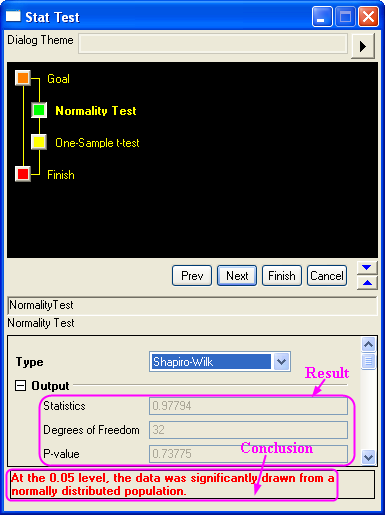 Stat Test
Dialog Theme
Goal
Normality Test
One-Sample t-test
Finish
Prev
Next
Finish
Cancel
NormalityTest
Normality Test
Type
Shapiro-Wilk
Result
Output
Statistics
0.97794
Degrees of Freedom
32
P-value
0.73775
Conclusion
At the 0.05 level, the data was significantly drawn from a
normally distributed population.